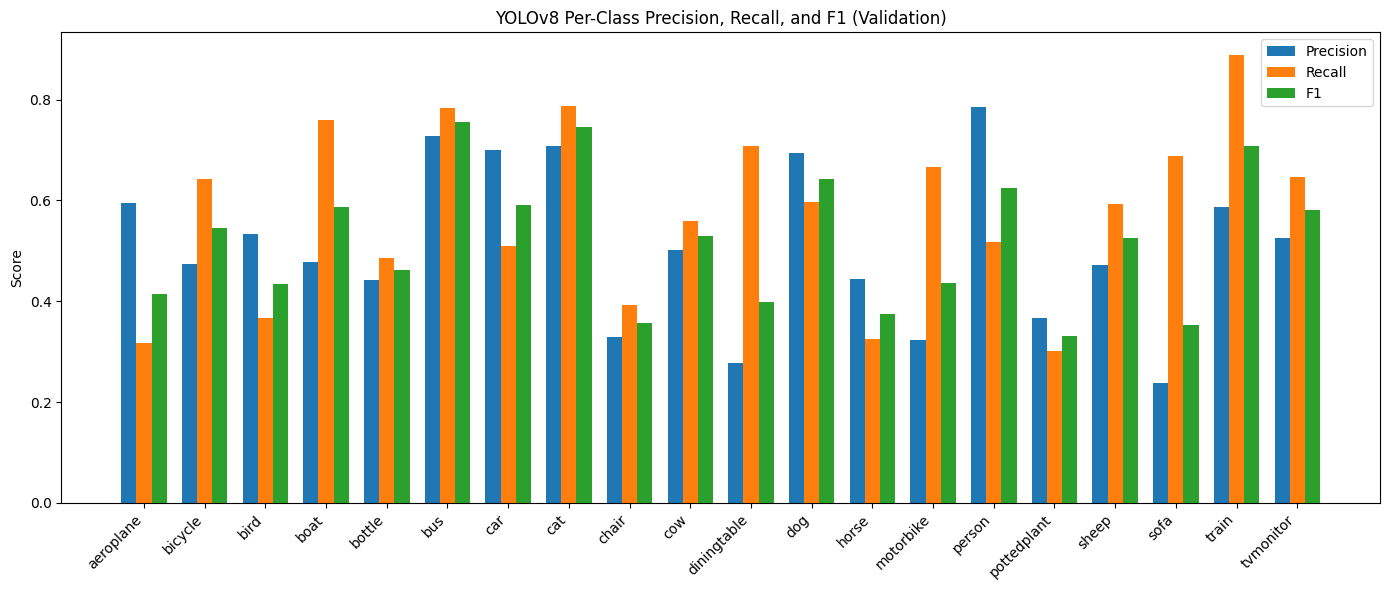 YOLOv8 Per-Class Precision, Recall, and F1 (Validation)
Precision
Recall
F1
Score
0.8
0.6
0.4
0.2
0.0
aeroplane
bicycle
bird
boat
bottle
bus
car
cat
chair
cow
diningtable
dog
horse
motorbike
person
pottedplant
sheep
sofa
train
tvmonitor